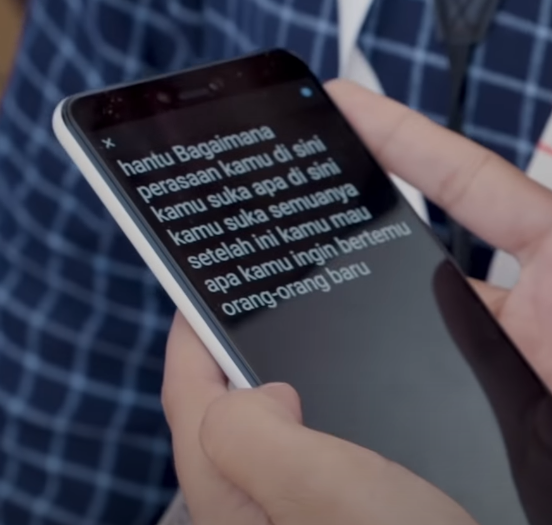 hantu Bagaimana
perasaan kamu di sini
kamu suka apa di sini
kamu suka semuanya
setelah ini kamu mau
apa kamu ingin bertemu
orang-orang baru